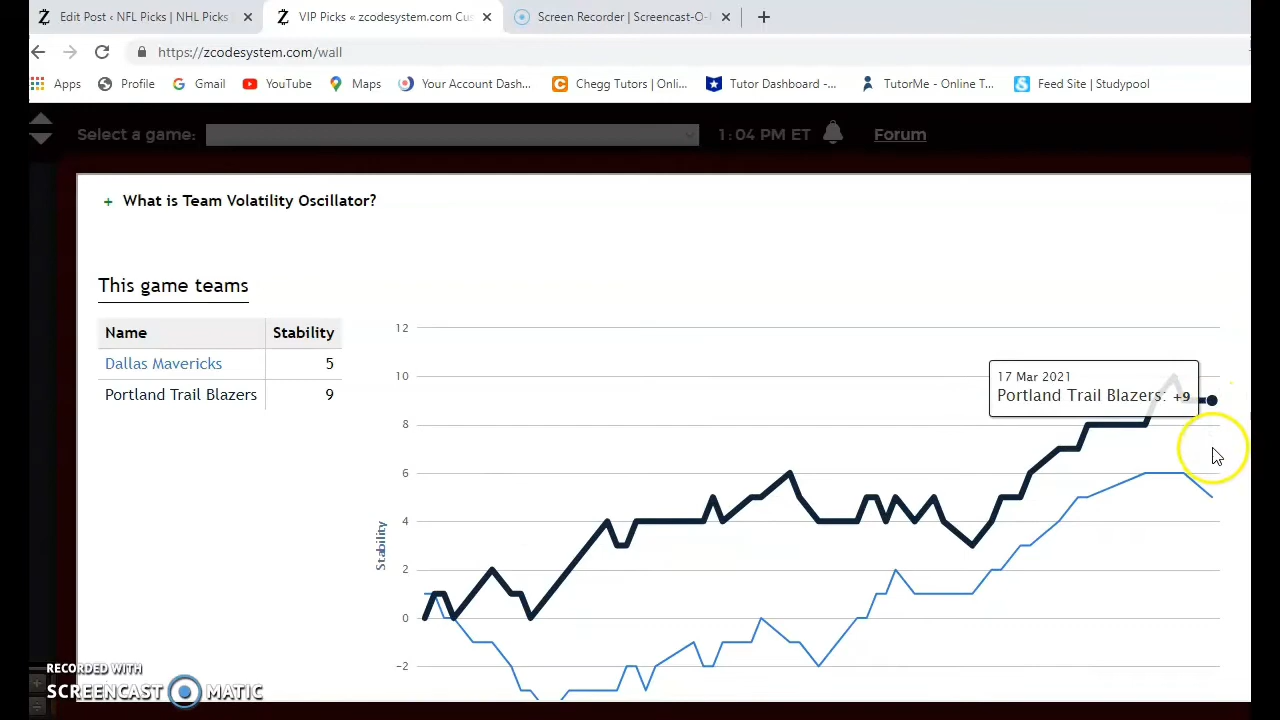 Edit Post ‹ NFL Picks | NHL Picks
VIP Picks « zcodesystem.com Cus
Screen Recorder | Screencast-O-
https://zcodesystem.com/wall
Apps Profile Gmail YouTube Maps Your Account Dash... Chegg Tutors | Onli... Tutor Dashboard -... TutorMe - Online T... Feed Site | Studypool
Select a game: 1:04 PM ET Forum
+ What is Team Volatility Oscillator?
This game teams
Name Stability
Dallas Mavericks 5
Portland Trail Blazers 9
12
10
8
6
4
2
0
-2
Stability
17 Mar 2021
Portland Trail Blazers: +9
RECORDED WITH
SCREENCAST MATIC